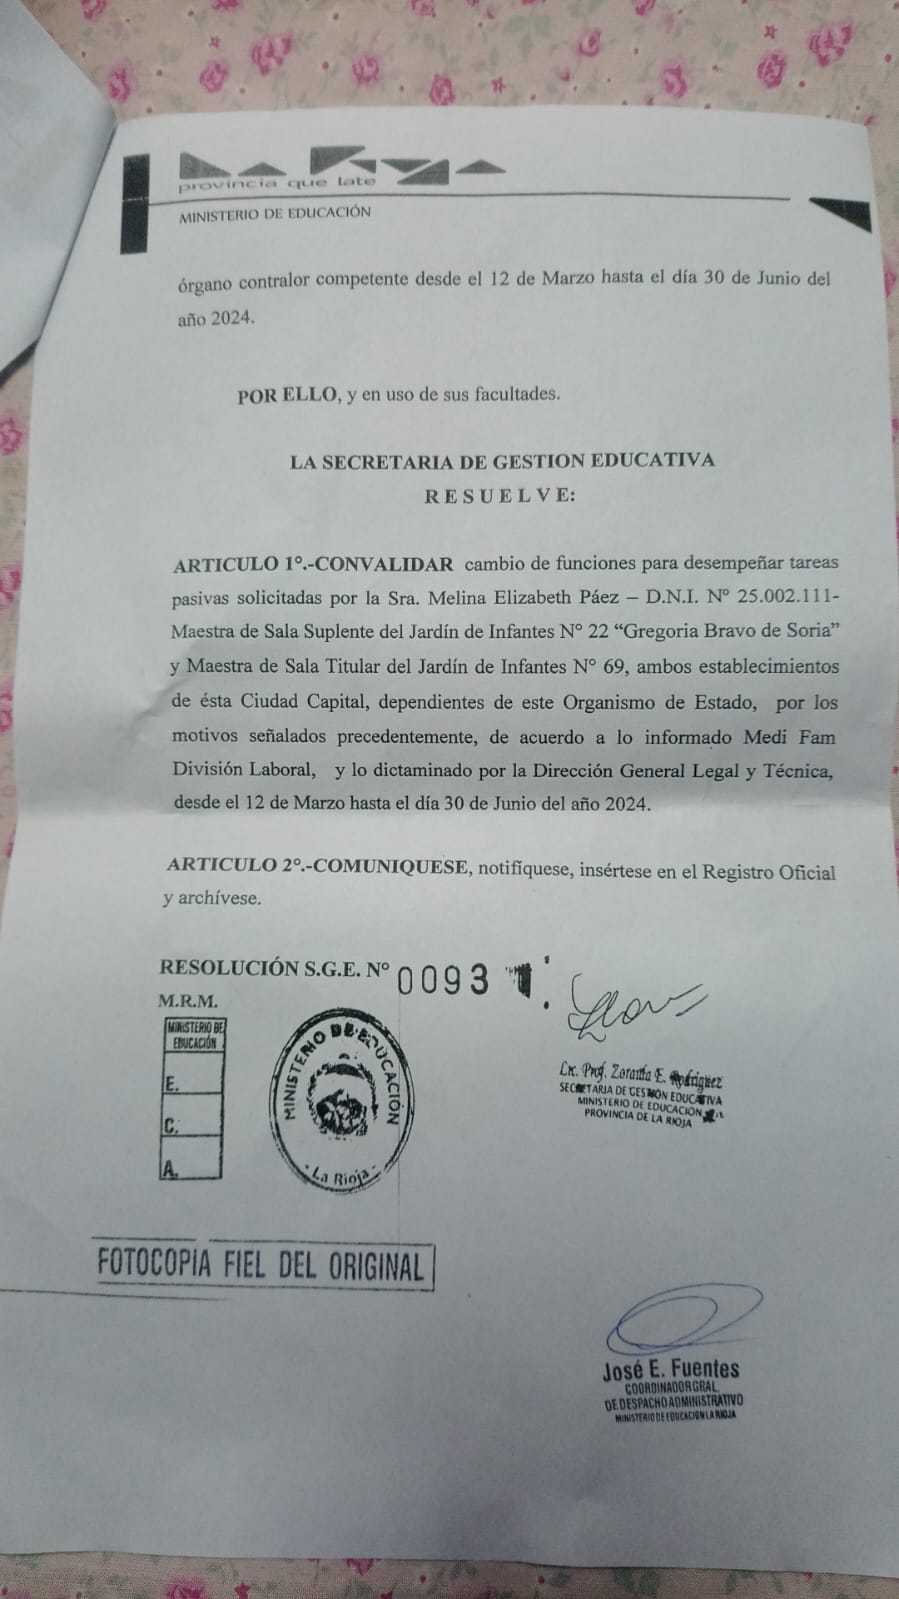 provincia que late
MINISTERIO DE EDUCACIÓN
órgano contralor competente desde el 12 de Marzo hasta el día 30 de Junio del
año 2024.
POR ELLO, y en uso de sus facultades.
LA SECRETARIA DE GESTION EDUCATIVA
R E S U E L V E:
ARTICULO 1°.-CONVALIDAR cambio de funciones para desempeñar tareas
pasivas solicitadas por la Sra. Melina Elizabeth Páez – D.N.I. N° 25.002.111-
Maestra de Sala Suplente del Jardín de Infantes N° 22 “Gregoria Bravo de Soria”
y Maestra de Sala Titular del Jardín de Infantes N° 69, ambos establecimientos
de ésta Ciudad Capital, dependientes de este Organismo de Estado, por los
motivos señalados precedentemente, de acuerdo a lo informado Medi Fam
División Laboral, y lo dictaminado por la Dirección General Legal y Técnica,
desde el 12 de Marzo hasta el día 30 de Junio del año 2024.
ARTICULO 2°.-COMUNIQUESE, notifíquese, insértese en el Registro Oficial
y archívese.
RESOLUCIÓN S.G.E. N° 0093
M.R.M.
MINISTERIO DE
EDUCACIÓN
E.
C.
A.
MINISTERIO DE EDUCACIÓN
La Rioja
Lic. Prof. Zoraida E. Rodríguez
SECRETARIA DE GESTIÓN EDUCATIVA
MINISTERIO DE EDUCACIÓN
PROVINCIA DE LA RIOJA
FOTOCOPIA FIEL DEL ORIGINAL
José E. Fuentes
COORDINADOR GRAL.
DE DESPACHO ADMINISTRATIVO
MINISTERIO DE EDUCACION LA RIOJA